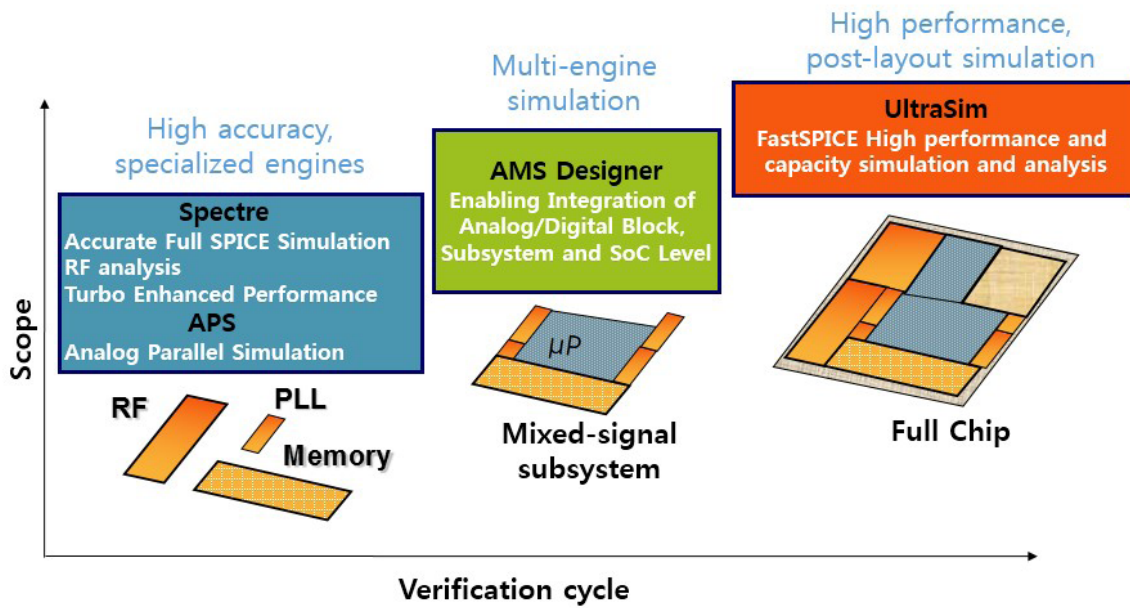 High accuracy,
specialized engines
Spectre
Accurate Full SPICE Simulation
RF analysis
Turbo Enhanced Performance
APS
Analog Parallel Simulation
RF
PLL
Memory
Multi-engine
simulation
AMS Designer
Enabling Integration of
Analog/Digital Block,
Subsystem and SoC Level
μP
Mixed-signal
subsystem
High performance,
post-layout simulation
UltraSim
FastSPICE High performance and
capacity simulation and analysis
Full Chip
Scope
Verification cycle